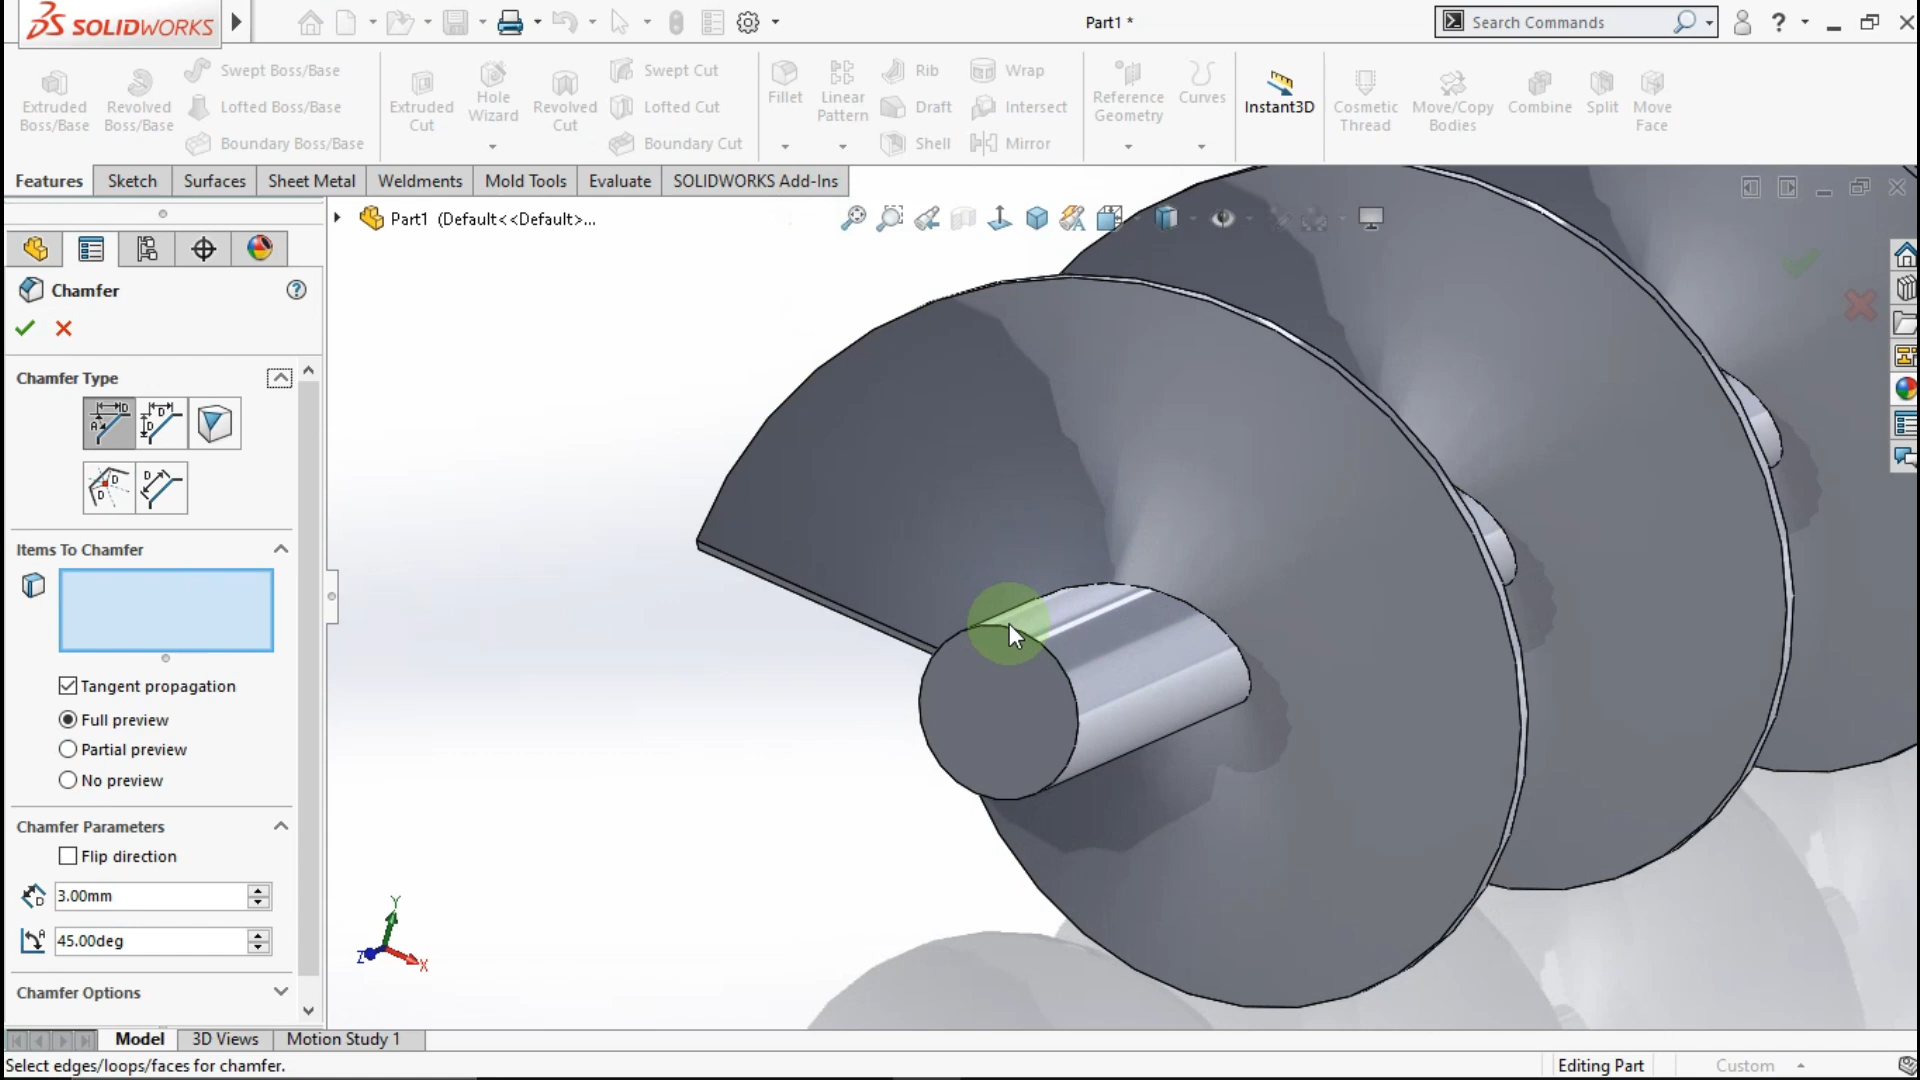 SOLIDWORKS
Part1 *
Search Commands
?
Extruded Boss/Base
Revolved Boss/Base
Swept Boss/Base
Lofted Boss/Base
Boundary Boss/Base
Extruded Cut
Hole Wizard
Revolved Cut
Swept Cut
Lofted Cut
Boundary Cut
Fillet
Linear Pattern
Rib
Draft
Shell
Wrap
Intersect
Mirror
Reference Geometry
Curves
Instant3D
Cosmetic Thread
Move/Copy Bodies
Combine
Split
Move Face
Features
Sketch
Surfaces
Sheet Metal
Weldments
Mold Tools
Evaluate
SOLIDWORKS Add-Ins
Part1 (Default<<Default>...
Chamfer
?
Chamfer Type
Items To Chamfer
Tangent propagation
Full preview
Partial preview
No preview
Chamfer Parameters
Flip direction
3.00mm
45.00deg
Chamfer Options
Y
Z
X
Model
3D Views
Motion Study 1
Select edges/loops/faces for chamfer.
Editing Part
Custom